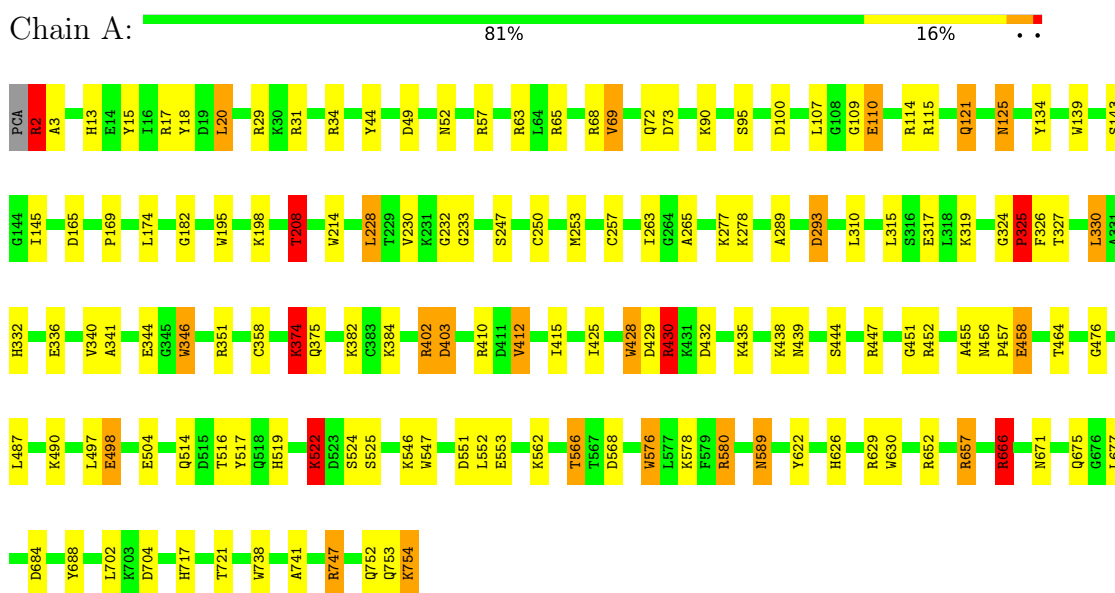 Chain A:
81% 16% • •
PCA R2 A3 H13 E14 Y15 I16 R17 Y18 D19 L20 R29 K30 R31 R34 Y44 D49 N52 R57 R63 L64 R65 R68 V69 Q72 D73 K90 S95 D100 L107 G108 G109 E110 R114 R115 Q121 N125 Y134 W139 S143
G144 I145 D165 P169 L174 G182 W195 K198 T208 W214 L228 T229 V230 K231 G232 G233 S247 C250 M253 C257 I263 G264 A265 K277 K278 A289 D293 L310 L315 S316 E317 L318 K319 G324 P325 F326 T327 L330 A331
H332 E336 V340 A341 E344 G345 W346 R351 C358 K374 Q375 K382 C383 K384 R402 D403 R410 D411 V412 I415 I425 W428 D429 R430 K431 D432 K435 K438 N439 S444 R447 G451 R452 A455 N456 P457 E458 T464 G476
L487 K490 L497 E498 E504 Q514 D515 T516 Y517 Q518 H519 K522 D523 S524 S525 K546 W547 D551 L552 E553 K562 T566 T567 D568 W576 L577 K578 F579 R580 N589 Y622 H626 R629 W630 R652 R657 R666 N671 Q675 G676 L677
D684 Y688 L702 K703 D704 H717 T721 W738 A741 R747 Q752 Q753 K754